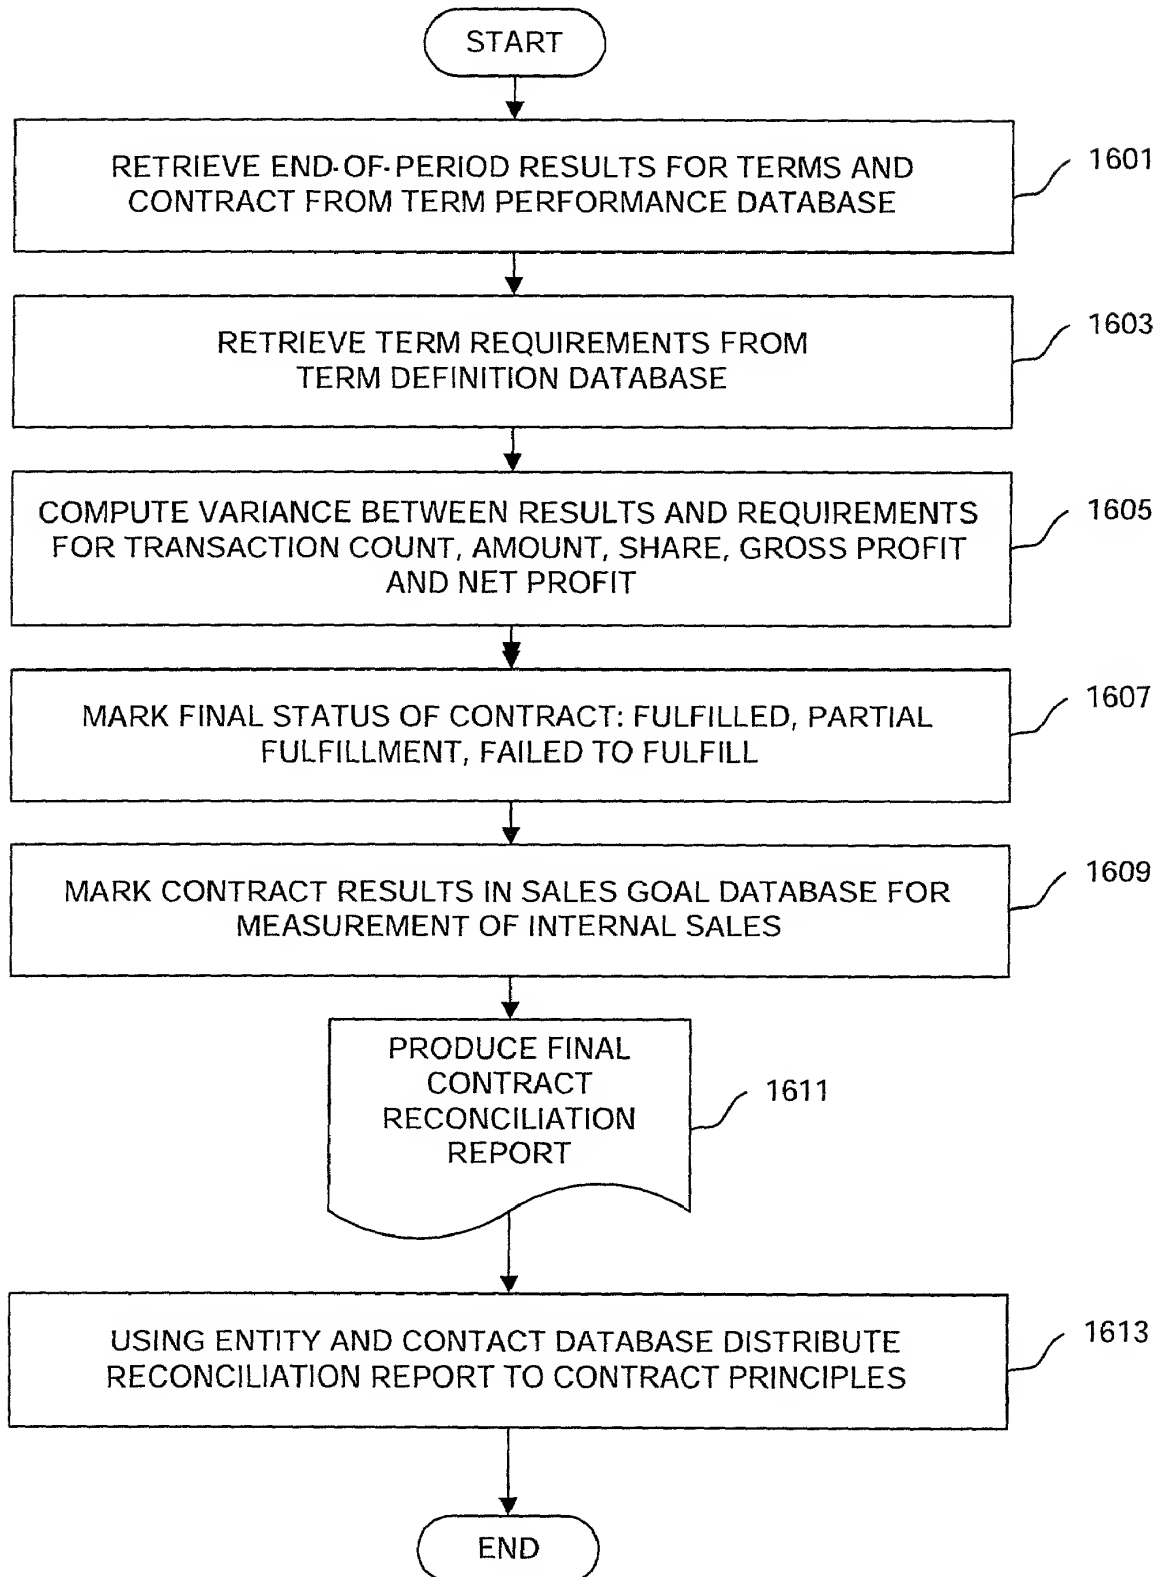 START
RETRIEVE END-OF-PERIOD RESULTS FOR TERMS AND
CONTRACT FROM TERM PERFORMANCE DATABASE
1601
RETRIEVE TERM REQUIREMENTS FROM
TERM DEFINITION DATABASE
1603
COMPUTE VARIANCE BETWEEN RESULTS AND REQUIREMENTS
FOR TRANSACTION COUNT, AMOUNT, SHARE, GROSS PROFIT
AND NET PROFIT
1605
MARK FINAL STATUS OF CONTRACT: FULFILLED, PARTIAL
FULFILLMENT, FAILED TO FULFILL
1607
MARK CONTRACT RESULTS IN SALES GOAL DATABASE FOR
MEASUREMENT OF INTERNAL SALES
1609
PRODUCE FINAL
CONTRACT
RECONCILIATION
REPORT
1611
USING ENTITY AND CONTACT DATABASE DISTRIBUTE
RECONCILIATION REPORT TO CONTRACT PRINCIPLES
1613
END